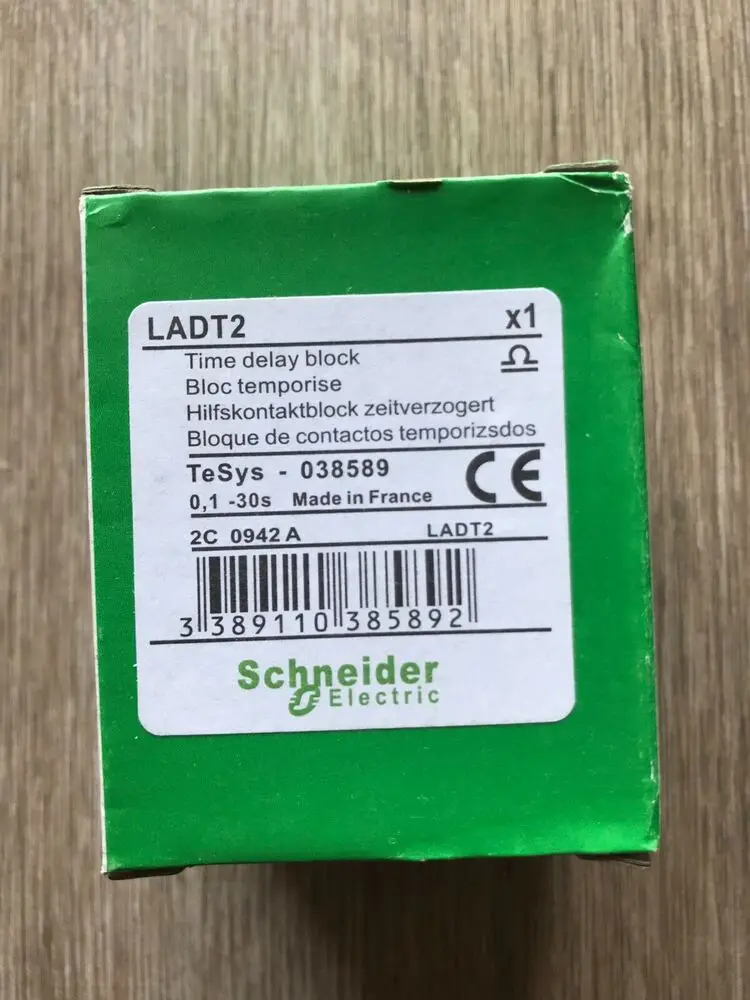 LADT2 x1
Time delay block
Bloc temporise
Hilfskontaktblock zeitverzogert
Bloque de contactos temporizsdos
TeSys - 038589
0,1 -30s Made in France
CE
2C 0942 A LADT2
3 389110 385892
Schneider
Electric